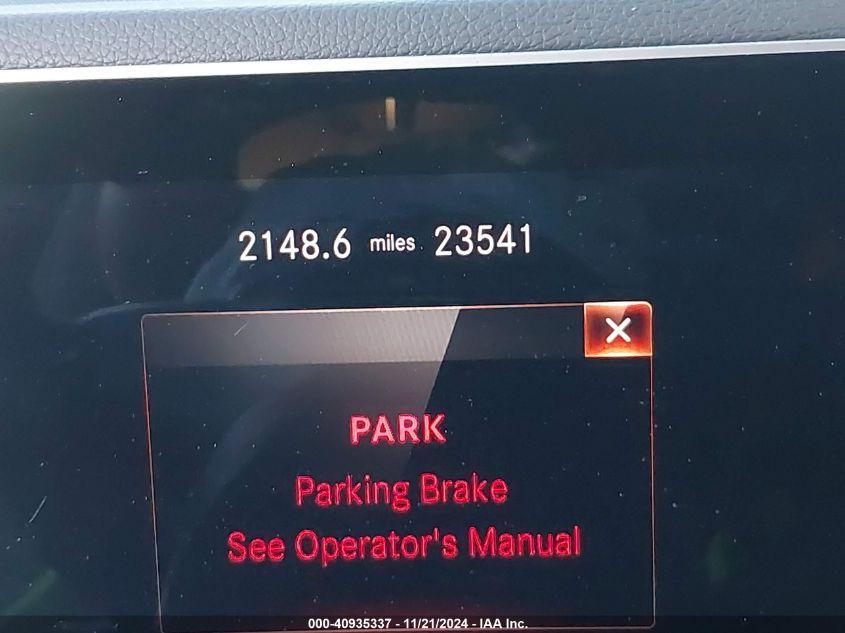 2148.6 miles 23541
PARK
Parking Brake
See Operator's Manual
000-40935337 - 11/21/2024 - IAA Inc.